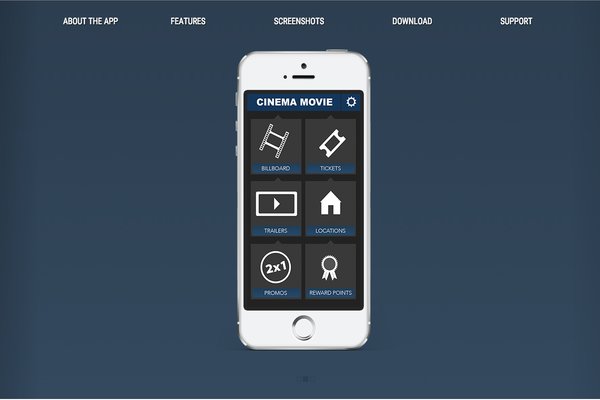 ABOUT THE APP
FEATURES
SCREENSHOTS
DOWNLOAD
SUPPORT
CINEMA MOVIE
BILLBOARD
TICKETS
TRAILERS
LOCATIONS
2x1
PROMOS
REWARD POINTS